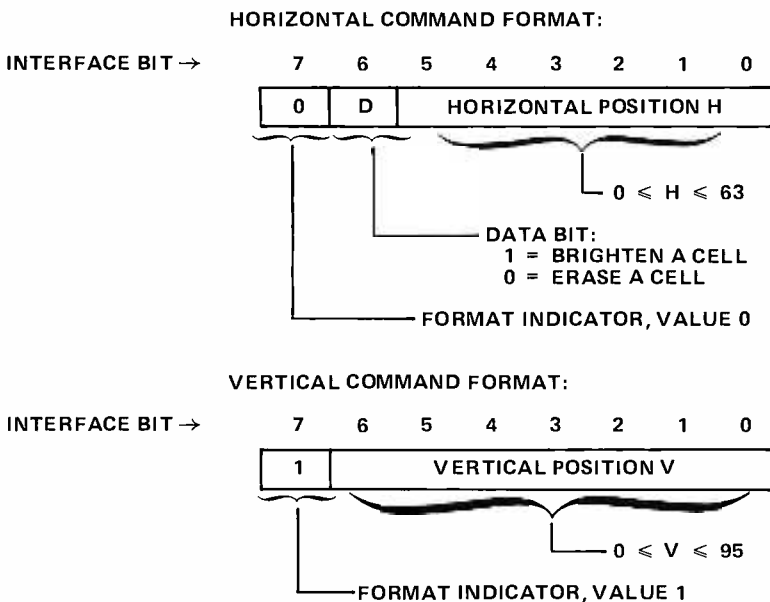 HORIZONTAL COMMAND FORMAT:
INTERFACE BIT → 7 6 5 4 3 2 1 0
0 D HORIZONTAL POSITION H
0 ≤ H ≤ 63
DATA BIT:
1 = BRIGHTEN A CELL
0 = ERASE A CELL
FORMAT INDICATOR, VALUE 0
VERTICAL COMMAND FORMAT:
INTERFACE BIT → 7 6 5 4 3 2 1 0
1 VERTICAL POSITION V
0 ≤ V ≤ 95
FORMAT INDICATOR, VALUE 1